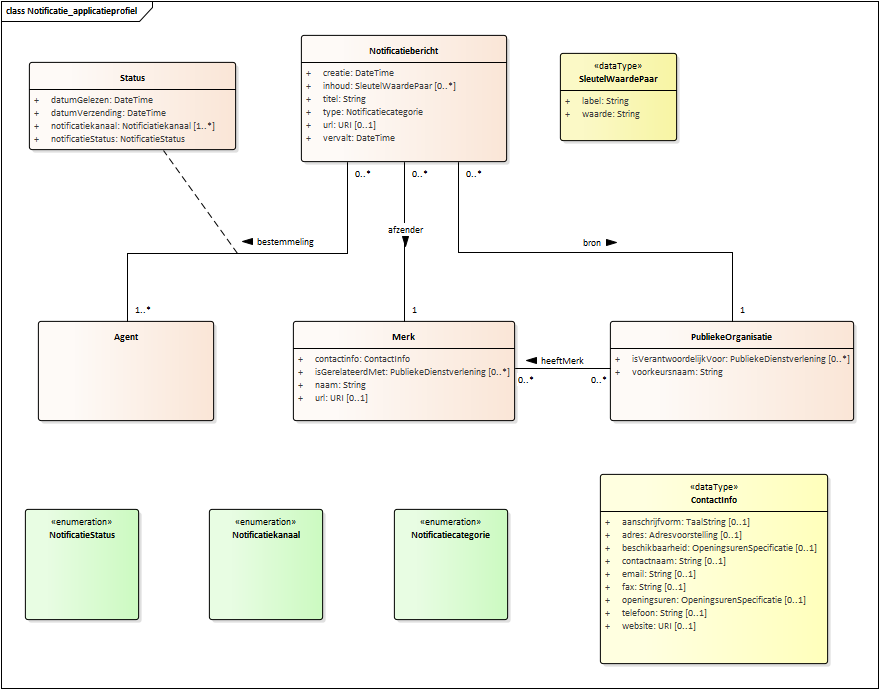 class Notificatie_applicatieprofiel
Status
+ datumGelezen: DateTime
+ datumVerzending: DateTime
+ notificatiekanaal: Notificiatiekanaal [1..*]
+ notificatieStatus: NotificatieStatus
Notificatiebericht
+ creatie: DateTime
+ inhoud: SleutelWaardePaar [0..*]
+ titel: String
+ type: Notificatiecategorie
+ url: URI [0..1]
+ vervalt: DateTime
«dataType»
SleutelWaardePaar
+ label: String
+ waarde: String
0..*
0..*
0..*
bestemmeling
afzender
bron
1..*
1
1
Agent
Merk
+ contactinfo: ContactInfo
+ isGerelateerdMet: PubliekeDienstverlening [0..*]
+ naam: String
+ url: URI [0..1]
heeftMerk
0..*
0..*
PubliekeOrganisatie
+ isVerantwoordelijkVoor: PubliekeDienstverlening [0..*]
+ voorkeursnaam: String
«enumeration»
NotificatieStatus
«enumeration»
Notificatiekanaal
«enumeration»
Notificatiecategorie
«dataType»
ContactInfo
+ aanschrijfvorm: TaalString [0..1]
+ adres: Adresvoorstelling [0..1]
+ beschikbaarheid: OpeningsurenSpecificatie [0..1]
+ contactnaam: String [0..1]
+ email: String [0..1]
+ fax: String [0..1]
+ openingsuren: OpeningsurenSpecificatie [0..1]
+ telefoon: String [0..1]
+ website: URI [0..1]